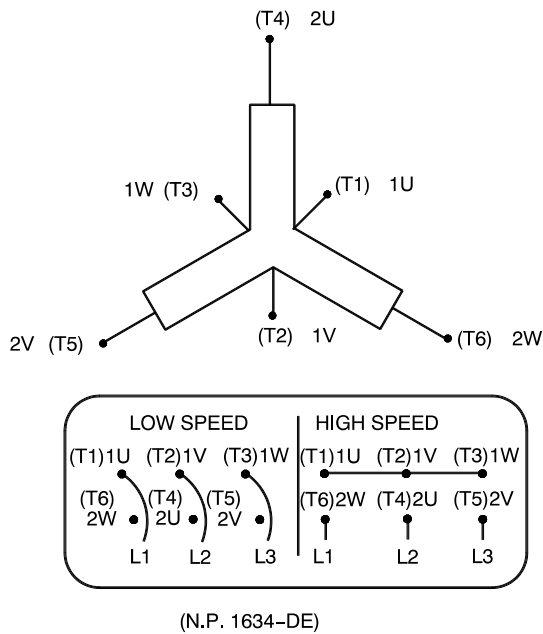 (T4) 2U
1W (T3)
(T1) 1U
2V (T5)
(T2) 1V
(T6) 2W
LOW SPEED
HIGH SPEED
(T1)1U (T2)1V (T3)1W
(T1)1U (T2)1V (T3)1W
(T6) (T4) (T5)
2W 2U 2V
(T6)2W (T4)2U (T5)2V
L1 L2 L3
L1 L2 L3
(N.P. 1634-DE)